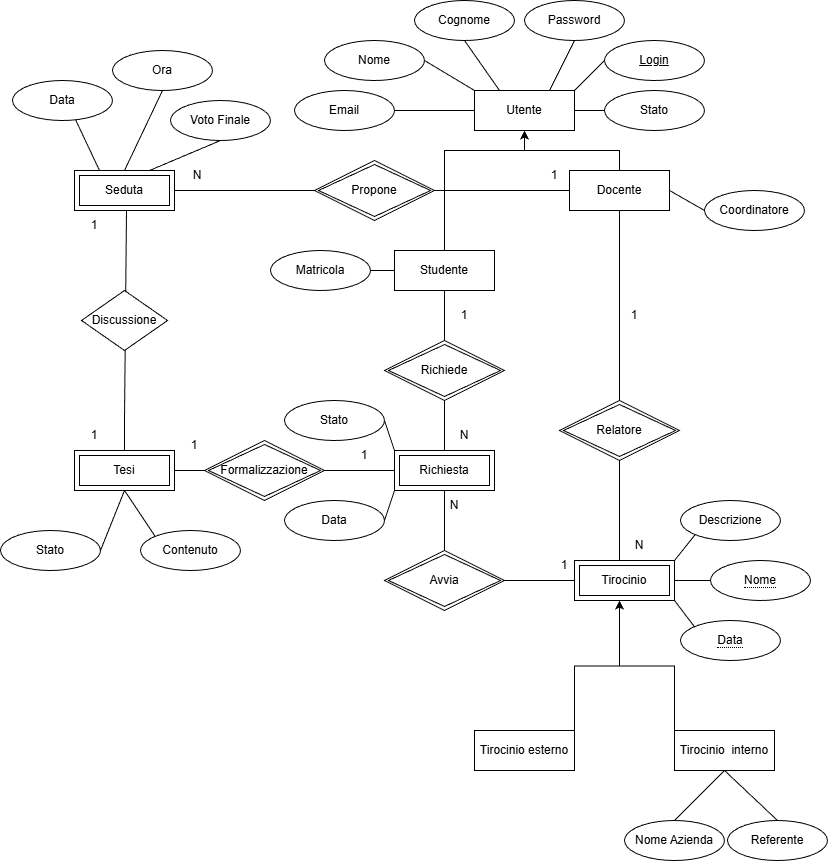 Cognome
Password
Nome
Login
Ora
Data
Email
Utente
Stato
Voto Finale
N
1
Seduta
Propone
Docente
Coordinatore
1
Matricola
Studente
1
1
Discussione
Richiede
Stato
Relatore
1
N
1
1
Tesi
Formalizzazione
Richiesta
N
Data
Descrizione
N
Stato
Contenuto
1
Avvia
Tirocinio
Nome
Data
Tirocinio esterno
Tirocinio interno
Nome Azienda
Referente